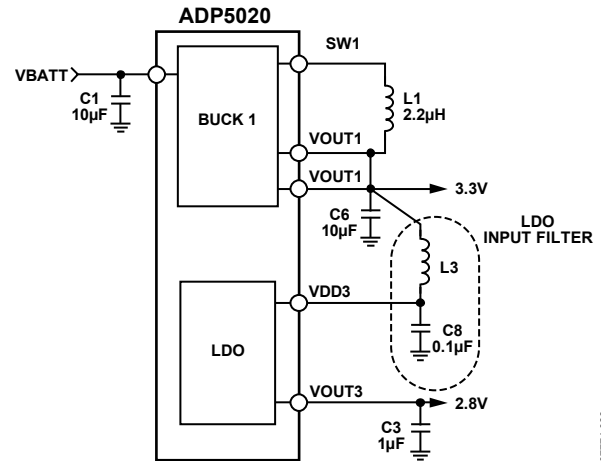 ADP5020
SW1
VBATT
C1
10µF
BUCK 1
L1
2.2µH
VOUT1
VOUT1
3.3V
C6
10µF
LDO
INPUT FILTER
L3
VDD3
C8
0.1µF
LDO
VOUT3
2.8V
C3
1µF